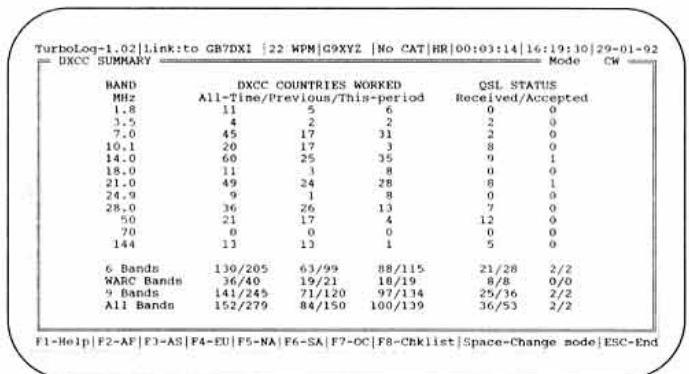 TurboLog-1.02|Link:to GB7DXI |22 WPM|G9XYZ |No CAT|HR|00:03:14|16:19:30|29-01-92
DXCC SUMMARY Mode CW
BAND DXCC COUNTRIES WORKED QSL STATUS
MHz All-Time/Previous/This-period Received/Accepted
1.8 11 5 6 0 0
3.5 4 2 2 2 0
7.0 45 17 31 2 0
10.1 20 17 3 8 0
14.0 60 25 35 9 1
18.0 11 3 8 0 0
21.0 49 24 28 8 1
24.9 9 1 8 0 0
28.0 36 26 13 7 0
50 21 17 4 12 0
70 0 0 0 0 0
144 13 13 1 5 0
6 Bands 130/205 63/99 88/115 21/28 2/2
WARC Bands 36/40 19/21 18/19 8/8 0/0
9 Bands 141/245 71/120 97/134 25/36 2/2
All Bands 152/279 84/150 100/139 36/53 2/2
F1-Help|F2-AF|F3-AS|F4-EU|F5-NA|F6-SA|F7-OC|F8-Chklist|Space-Change mode|ESC-End